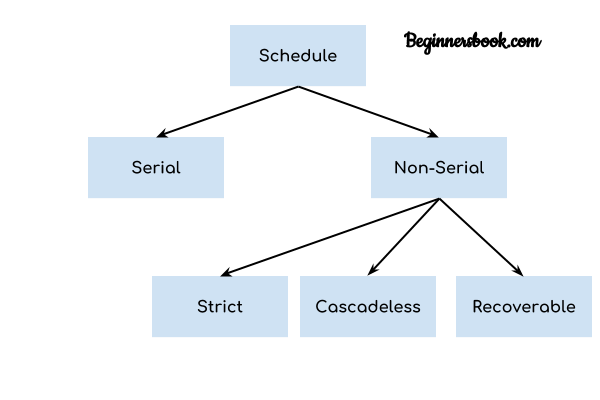 Beginnersbook.com
Schedule
Serial
Non-Serial
Strict
Cascadeless
Recoverable